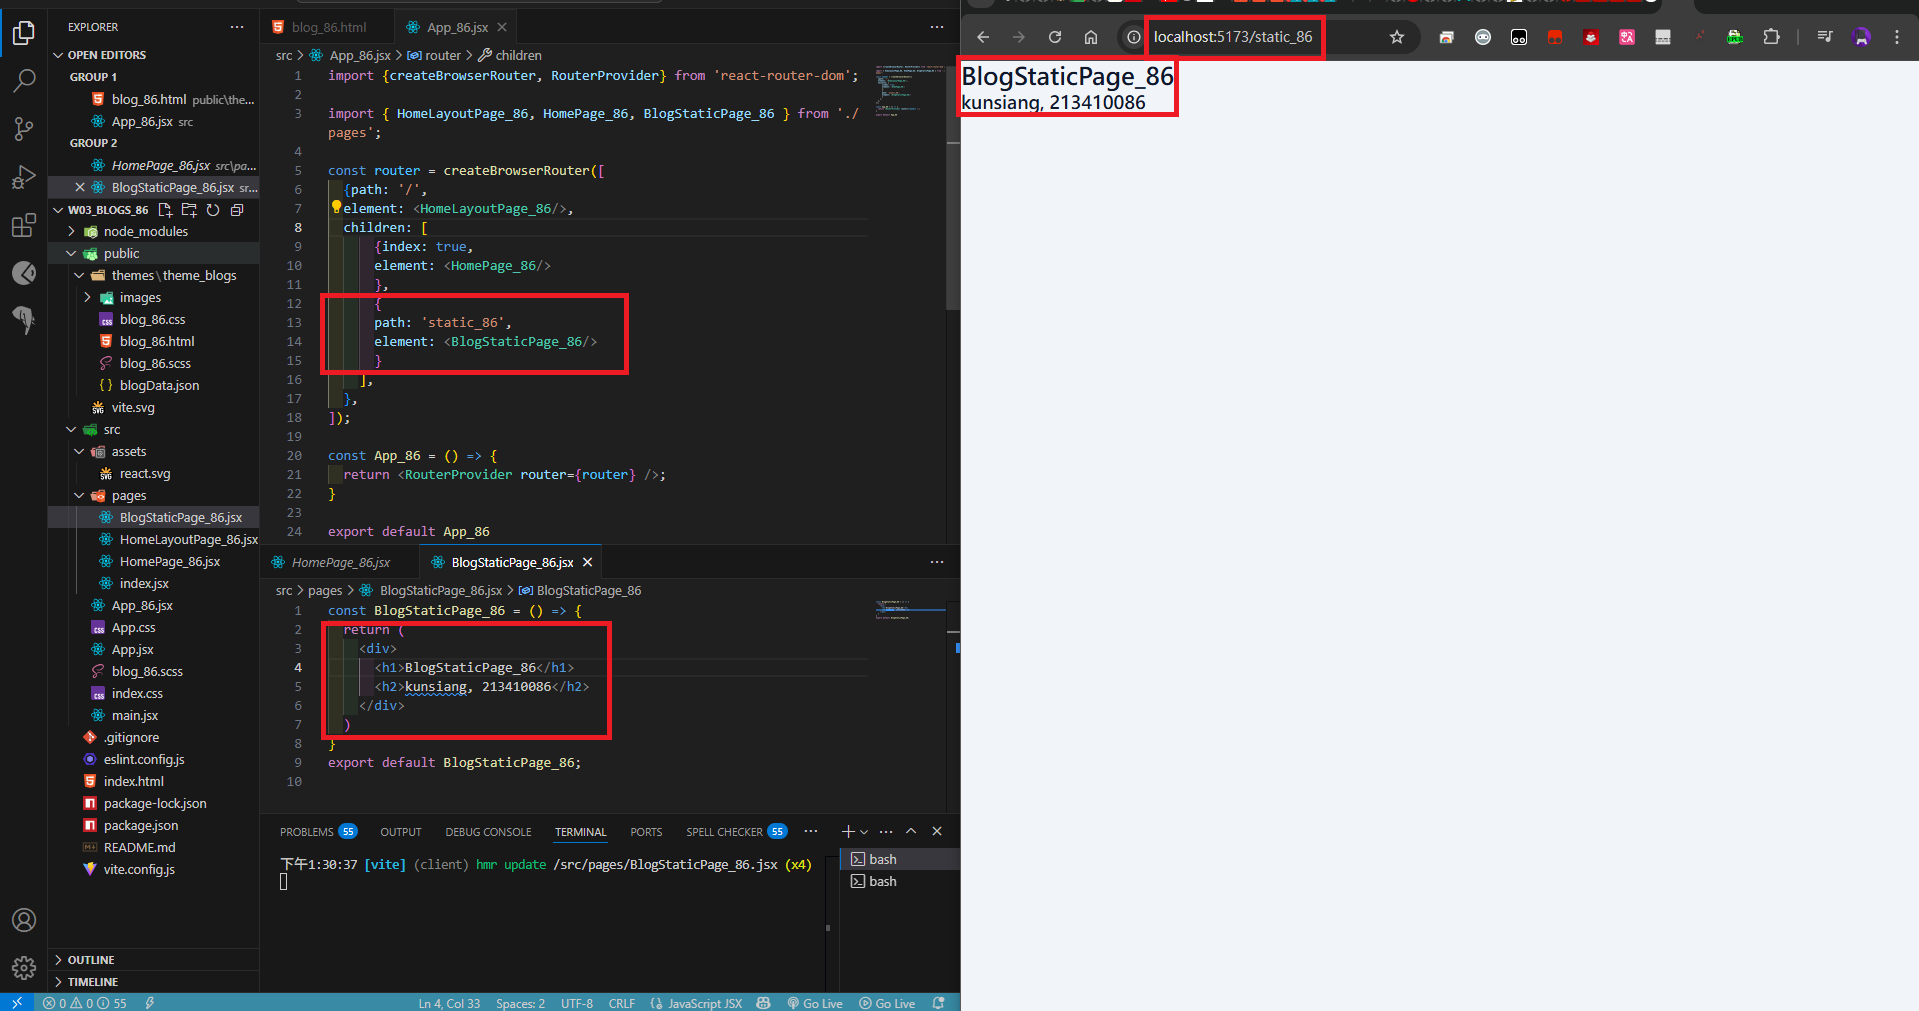 EXPLORER
OPEN EDITORS
GROUP 1
blog_86.html public\the...
App_86.jsx src
GROUP 2
HomePage_86.jsx src\pa...
BlogStaticPage_86.jsx sr...
W03_BLOGS_86
node_modules
public
themes\theme_blogs
images
blog_86.css
blog_86.html
blog_86.scss
blogData.json
vite.svg
src
assets
react.svg
pages
BlogStaticPage_86.jsx
HomeLayoutPage_86.jsx
HomePage_86.jsx
index.jsx
App_86.jsx
App.css
App.jsx
blog_86.scss
index.css
main.jsx
.gitignore
eslint.config.js
index.html
package-lock.json
package.json
README.md
vite.config.js
OUTLINE
TIMELINE
blog_86.html
App_86.jsx
src > App_86.jsx > router > children
1 import {createBrowserRouter, RouterProvider} from 'react-router-dom';
2
3 import { HomeLayoutPage_86, HomePage_86, BlogStaticPage_86 } from './
pages';
4
5 const router = createBrowserRouter([
6 {path: '/',
7 element: <HomeLayoutPage_86/>,
8 children: [
9 {index: true,
10 element: <HomePage_86/>
11 },
12 {
13 path: 'static_86',
14 element: <BlogStaticPage_86/>
15 }
16 ],
17 },
18 ]);
19
20 const App_86 = () => {
21 return <RouterProvider router={router} />;
22 }
23
24 export default App_86
HomePage_86.jsx
BlogStaticPage_86.jsx
src > pages > BlogStaticPage_86.jsx > BlogStaticPage_86
1 const BlogStaticPage_86 = () => {
2 return (
3 <div>
4 <h1>BlogStaticPage_86</h1>
5 <h2>kunsiang, 213410086</h2>
6 </div>
7 )
8 }
9 export default BlogStaticPage_86;
10
PROBLEMS 55 OUTPUT DEBUG CONSOLE TERMINAL PORTS SPELL CHECKER 55
下午1:30:37 [vite] (client) hmr update /src/pages/BlogStaticPage_86.jsx (x4)
bash
bash
0 0 55 Ln 4, Col 33 Spaces: 2 UTF-8 CRLF JavaScript JSX Go Live Go Live
localhost:5173/static_86
BlogStaticPage_86
kunsiang, 213410086